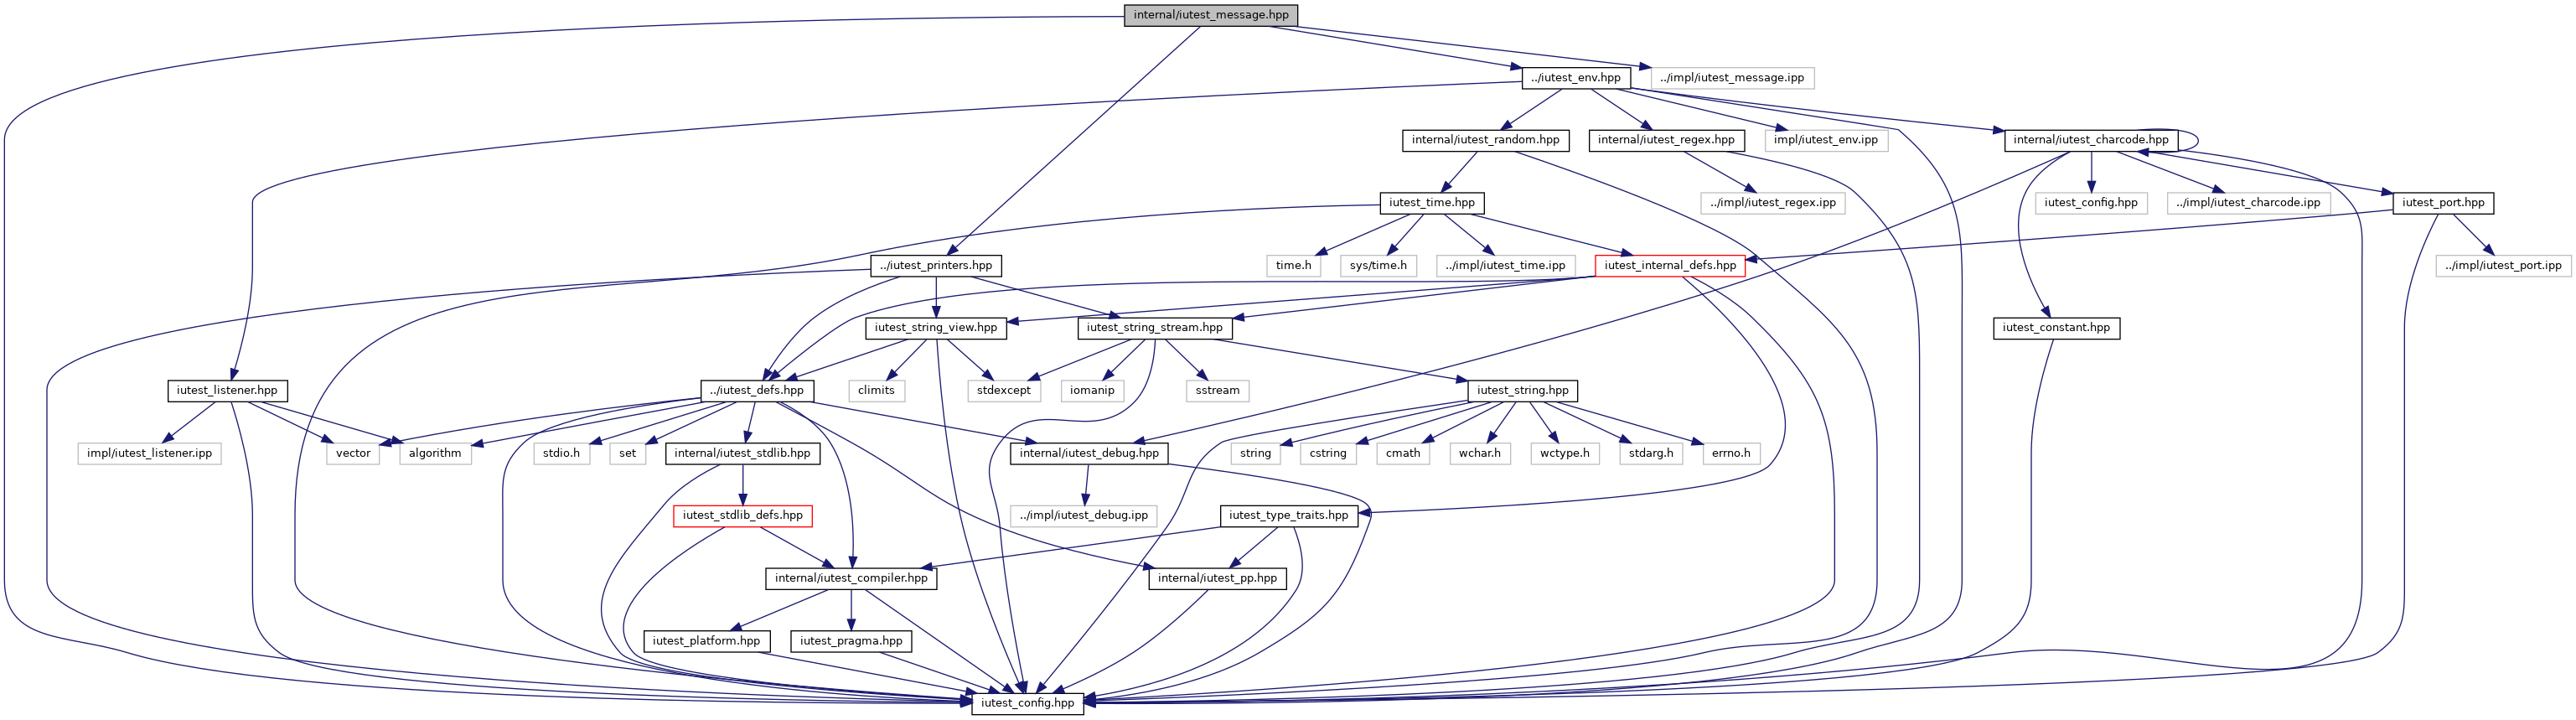 internal/iutest_message.hpp
../iutest_env.hpp
../impl/iutest_message.ipp
internal/iutest_random.hpp
internal/iutest_regex.hpp
impl/iutest_env.ipp
internal/iutest_charcode.hpp
iutest_time.hpp
../impl/iutest_regex.ipp
iutest_config.hpp
../impl/iutest_charcode.ipp
iutest_port.hpp
../iutest_printers.hpp
time.h
sys/time.h
../impl/iutest_time.ipp
iutest_internal_defs.hpp
../impl/iutest_port.ipp
iutest_string_view.hpp
iutest_string_stream.hpp
iutest_constant.hpp
iutest_listener.hpp
../iutest_defs.hpp
climits
stdexcept
iomanip
sstream
iutest_string.hpp
impl/iutest_listener.ipp
vector
algorithm
stdio.h
set
internal/iutest_stdlib.hpp
internal/iutest_debug.hpp
string
cstring
cmath
wchar.h
wctype.h
stdarg.h
errno.h
iutest_stdlib_defs.hpp
../impl/iutest_debug.ipp
iutest_type_traits.hpp
internal/iutest_compiler.hpp
internal/iutest_pp.hpp
iutest_platform.hpp
iutest_pragma.hpp
iutest_config.hpp